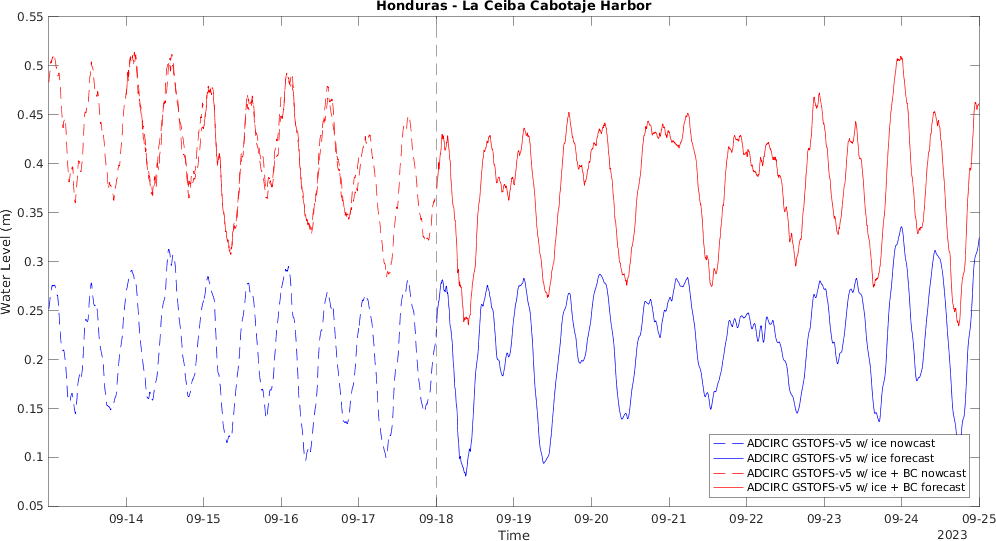 Honduras - La Ceiba Cabotaje Harbor
0.55
0.5
0.45
0.4
0.35
0.3
0.25
0.2
0.15
0.1
0.05
Water Level (m)
ADCIRC GSTOFS-v5 w/ ice nowcast
ADCIRC GSTOFS-v5 w/ ice forecast
ADCIRC GSTOFS-v5 w/ ice + BC nowcast
ADCIRC GSTOFS-v5 w/ ice + BC forecast
09-14 09-15 09-16 09-17 09-18 09-19 09-20 09-21 09-22 09-23 09-24 09-25
Time
2023